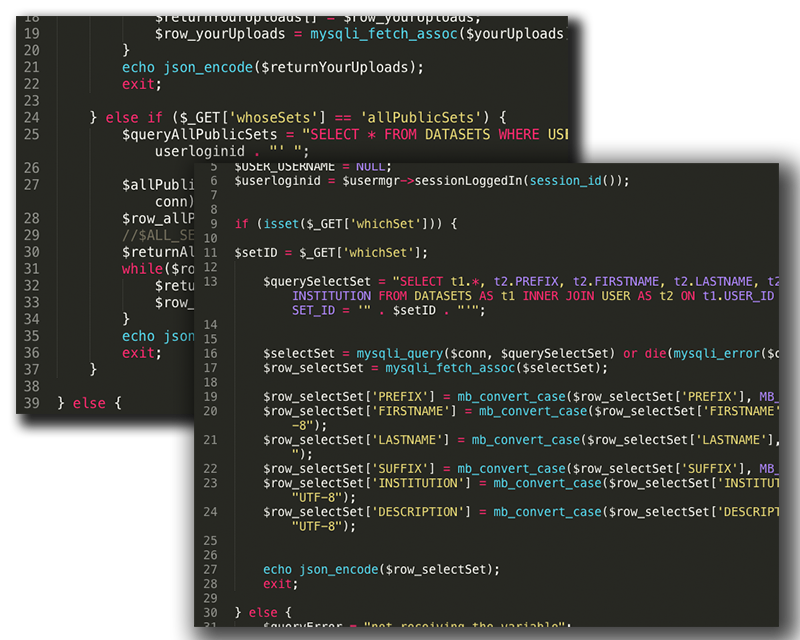 18 $returnYourUploads[] = $row_yourUploads;
19 $row_yourUploads = mysqli_fetch_assoc($yourUploads
20 }
21 echo json_encode($returnYourUploads);
22 exit;
23
24 } else if ($_GET['whoseSets'] == 'allPublicSets') {
25 $queryAllPublicSets = "SELECT * FROM DATASETS WHERE USE
userloginid . "' ";
26
27 $allPubli
conn)
28 $row_allP
29 //$ALL_SE
30 $returnAl
31 while($ro
32 $retu
33 $row_
34 }
35 echo json
36 exit;
37 }
38
39 } else {
5 $USER_USERNAME = NULL;
6 $userloginid = $usermgr->sessionLoggedIn(session_id());
7
8
9 if (isset($_GET['whichSet'])) {
10
11 $setID = $_GET['whichSet'];
12
13 $querySelectSet = "SELECT t1.*, t2.PREFIX, t2.FIRSTNAME, t2.LASTNAME, t2
INSTITUTION FROM DATASETS AS t1 INNER JOIN USER AS t2 ON t1.USER_ID
SET_ID = '" . $setID . "'";
14
15
16 $selectSet = mysqli_query($conn, $querySelectSet) or die(mysqli_error($c
17 $row_selectSet = mysqli_fetch_assoc($selectSet);
18
19 $row_selectSet['PREFIX'] = mb_convert_case($row_selectSet['PREFIX'], MB_
20 $row_selectSet['FIRSTNAME'] = mb_convert_case($row_selectSet['FIRSTNAME'
-8");
21 $row_selectSet['LASTNAME'] = mb_convert_case($row_selectSet['LASTNAME'],
");
22 $row_selectSet['SUFFIX'] = mb_convert_case($row_selectSet['SUFFIX'], MB_
23 $row_selectSet['INSTITUTION'] = mb_convert_case($row_selectSet['INSTITUT
"UTF-8");
24 $row_selectSet['DESCRIPTION'] = mb_convert_case($row_selectSet['DESCRIPT
"UTF-8");
25
26
27 echo json_encode($row_selectSet);
28 exit;
29
30 } else {
31 $queryError = "not receiving the variable";